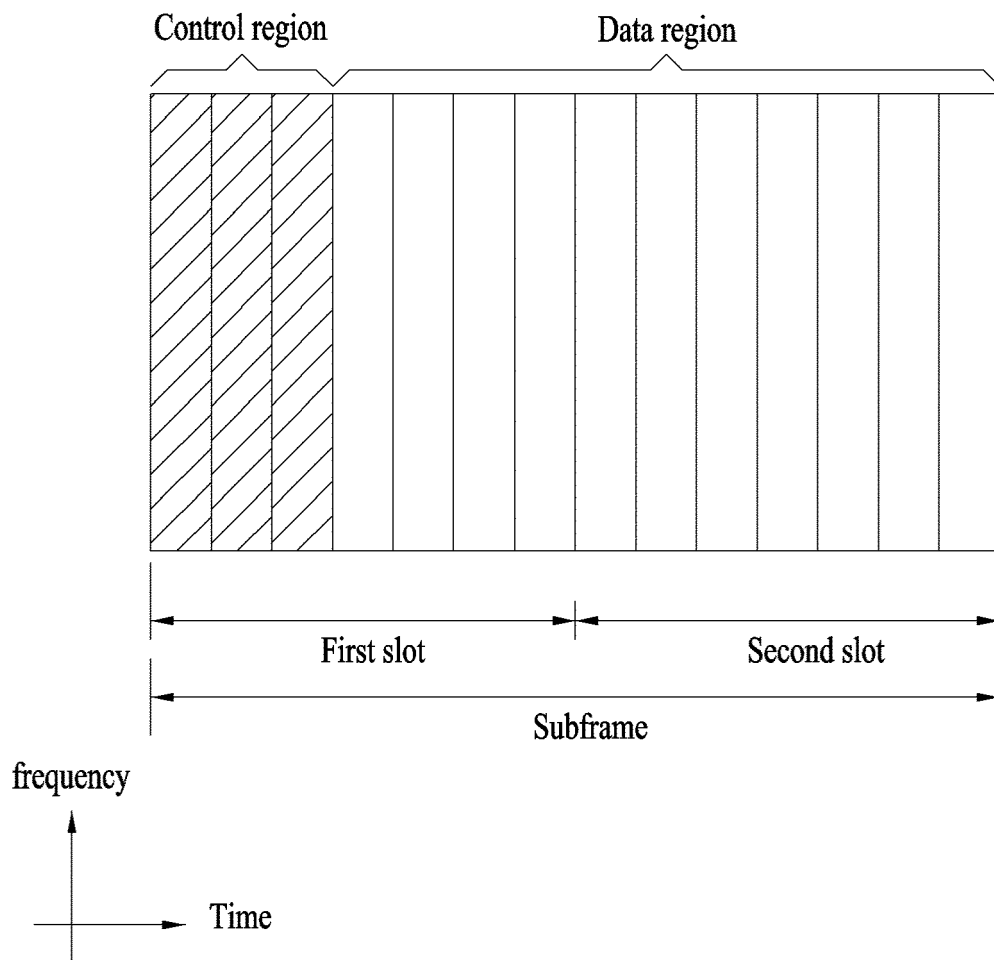 Control region
Data region
First slot
Second slot
Subframe
frequency
Time